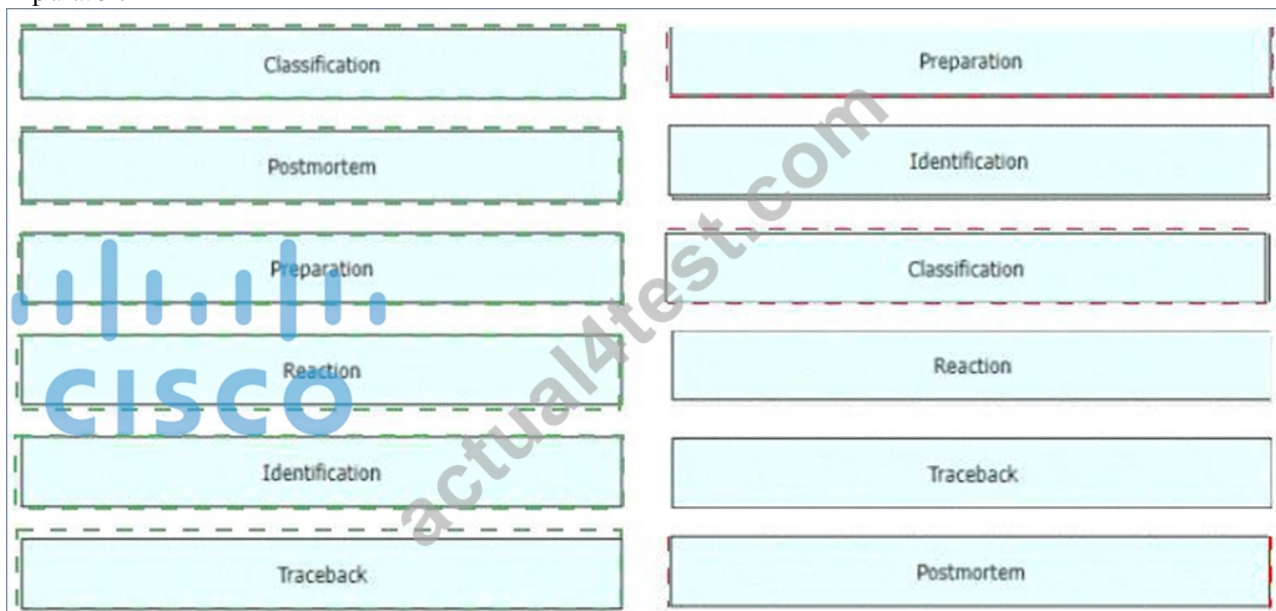 Classification
Preparation
Postmortem
Identification
Preparation
Classification
Reaction
Reaction
CISCO
Identification
Traceback
Traceback
Postmortem
actual4test.com